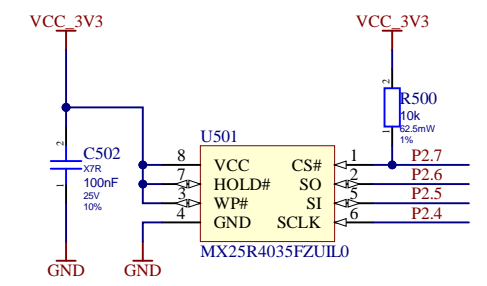 VCC_3V3
VCC_3V3
2
R500
10k
62.5mW
1%
1
U501
2
C502
X7R
100nF
25V
10%
1
8 VCC CS# 1 P2.7
7 HOLD# SO 2 P2.6
3 WP# SI 5 P2.5
4 GND SCLK 6 P2.4
MX25R4035FZUIL0
GND
GND